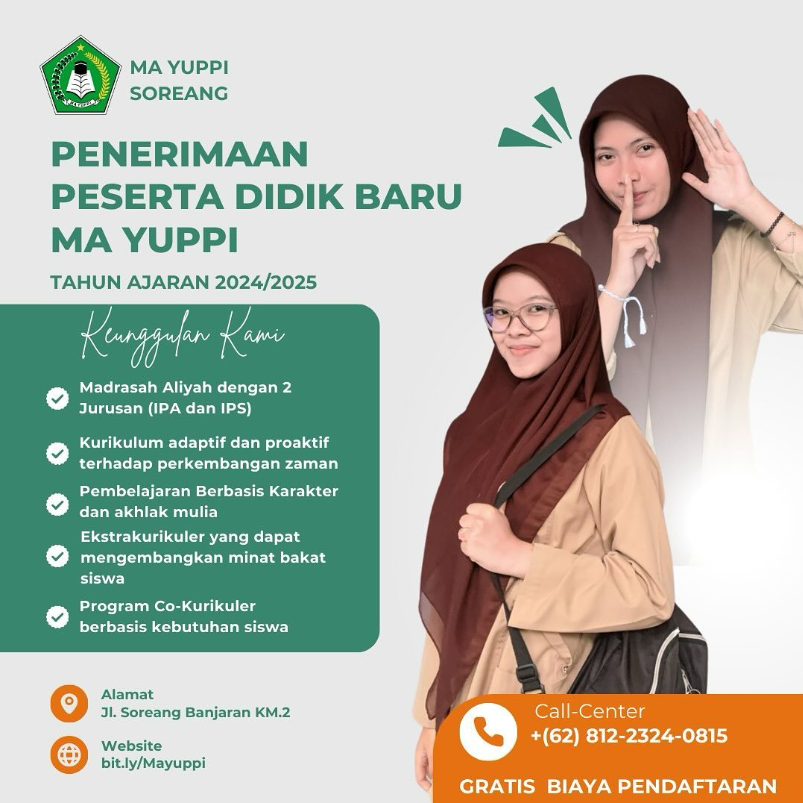 MA YUPPI
MA YUPPI
SOREANG
PENERIMAAN
PESERTA DIDIK BARU
MA YUPPI
TAHUN AJARAN 2024/2025
Keunggulan Kami
Madrasah Aliyah dengan 2
Jurusan (IPA dan IPS)
Kurikulum adaptif dan proaktif
terhadap perkembangan zaman
Pembelajaran Berbasis Karakter
dan akhlak mulia
Ekstrakurikuler yang dapat
mengembangkan minat bakat
siswa
Program Co-Kurikuler
berbasis kebutuhan siswa
Alamat
Jl. Soreang Banjaran KM.2
Website
bit.ly/Mayuppi
Call-Center
+(62) 812-2324-0815
GRATIS BIAYA PENDAFTARAN